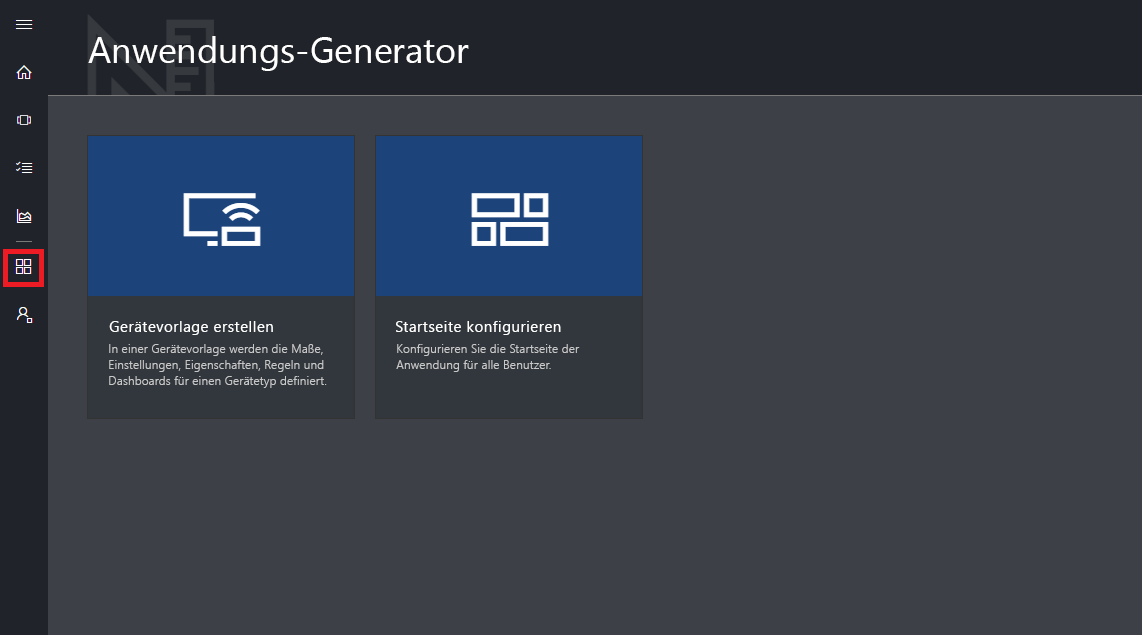 Anwendungs-Generator
Gerätevorlage erstellen
In einer Gerätevorlage werden die Maße,
Einstellungen, Eigenschaften, Regeln und
Dashboards für einen Gerätetyp definiert.
Startseite konfigurieren
Konfigurieren Sie die Startseite der
Anwendung für alle Benutzer.